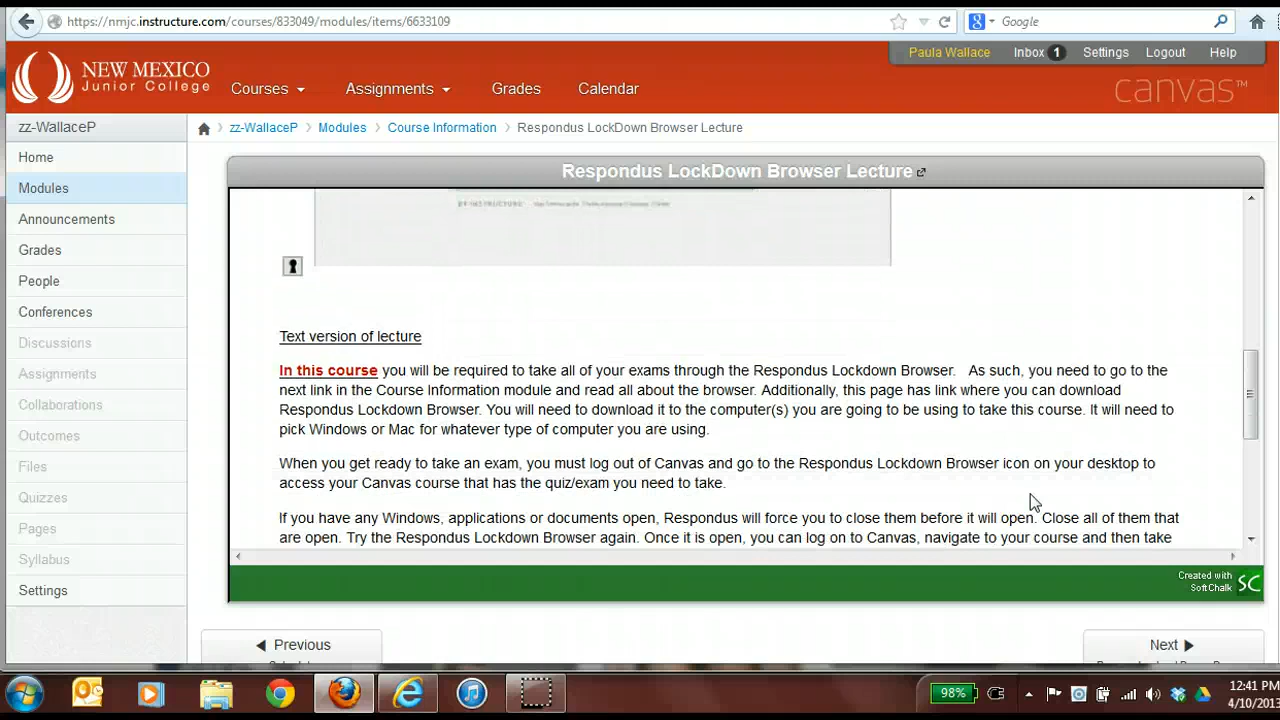 https://nmjc.instructure.com/courses/833049/modules/items/6633109
Google
Paula Wallace Inbox 1 Settings Logout Help
NEW MEXICO
Junior College
Courses Assignments Grades Calendar
canvas™
zz-WallaceP
zz-WallaceP Modules Course Information Respondus LockDown Browser Lecture
Home
Modules
Announcements
Grades
People
Conferences
Discussions
Assignments
Collaborations
Outcomes
Files
Quizzes
Pages
Syllabus
Settings
Respondus LockDown Browser Lecture
Text version of lecture
In this course you will be required to take all of your exams through the Respondus Lockdown Browser. As such, you need to go to the
next link in the Course Information module and read all about the browser. Additionally, this page has link where you can download
Respondus Lockdown Browser. You will need to download it to the computer(s) you are going to be using to take this course. It will need to
pick Windows or Mac for whatever type of computer you are using.
When you get ready to take an exam, you must log out of Canvas and go to the Respondus Lockdown Browser icon on your desktop to
access your Canvas course that has the quiz/exam you need to take.
If you have any Windows, applications or documents open, Respondus will force you to close them before it will open. Close all of them that
are open. Try the Respondus Lockdown Browser again. Once it is open, you can log on to Canvas, navigate to your course and then take
Created with
SoftChalk SC
Previous
Next
98%
12:41 PM
4/10/2013